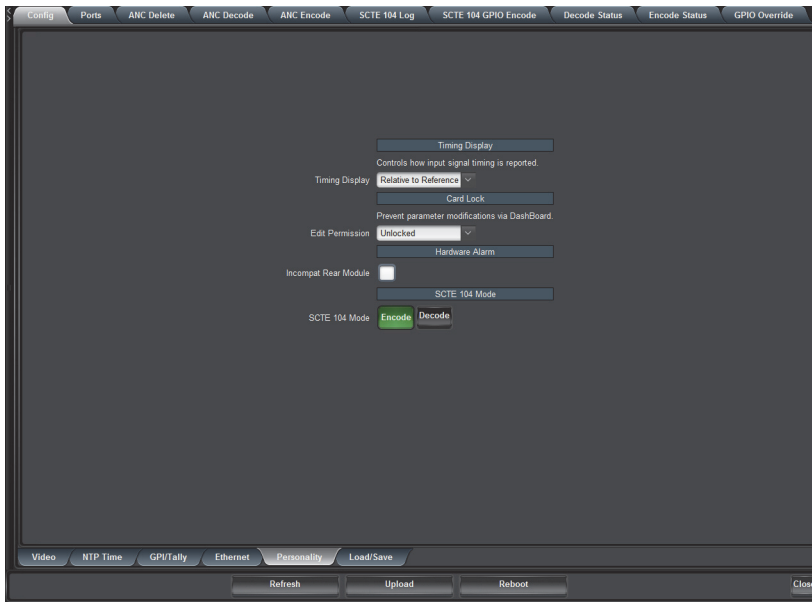 Config Ports ANC Delete ANC Decode ANC Encode SCTE 104 Log SCTE 104 GPIO Encode Decode Status Encode Status GPIO Override
Timing Display
Controls how input signal timing is reported.
Timing Display Relative to Reference
Card Lock
Prevent parameter modifications via DashBoard.
Edit Permission Unlocked
Hardware Alarm
Incompat Rear Module
SCTE 104 Mode
SCTE 104 Mode Encode Decode
Video NTP Time GPI/Tally Ethernet Personality Load/Save
Refresh Upload Reboot Close